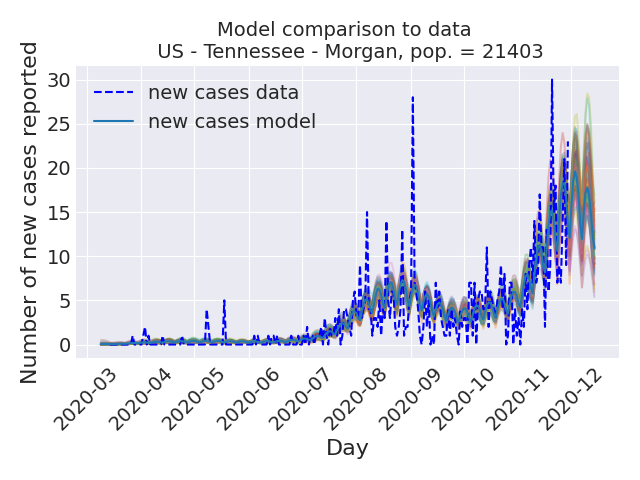 Model comparison to data
US - Tennessee - Morgan, pop. = 21403
new cases data
new cases model
Number of new cases reported
30
25
20
15
10
5
0
2020-03
2020-04
2020-05
2020-06
2020-07
2020-08
2020-09
2020-10
2020-11
2020-12
Day